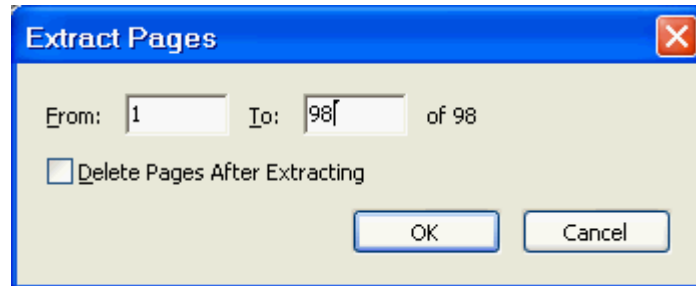 Extract Pages
From: 1 To: 98 of 98
Delete Pages After Extracting
OK Cancel